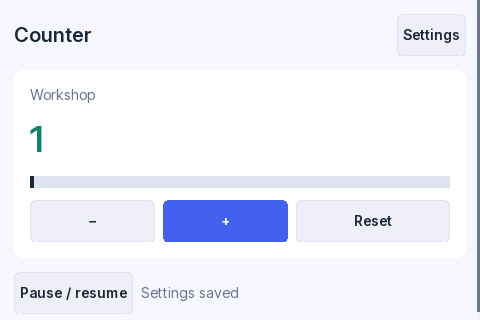 Counter
Settings
Workshop
1
–
+
Reset
Pause / resume
Settings saved